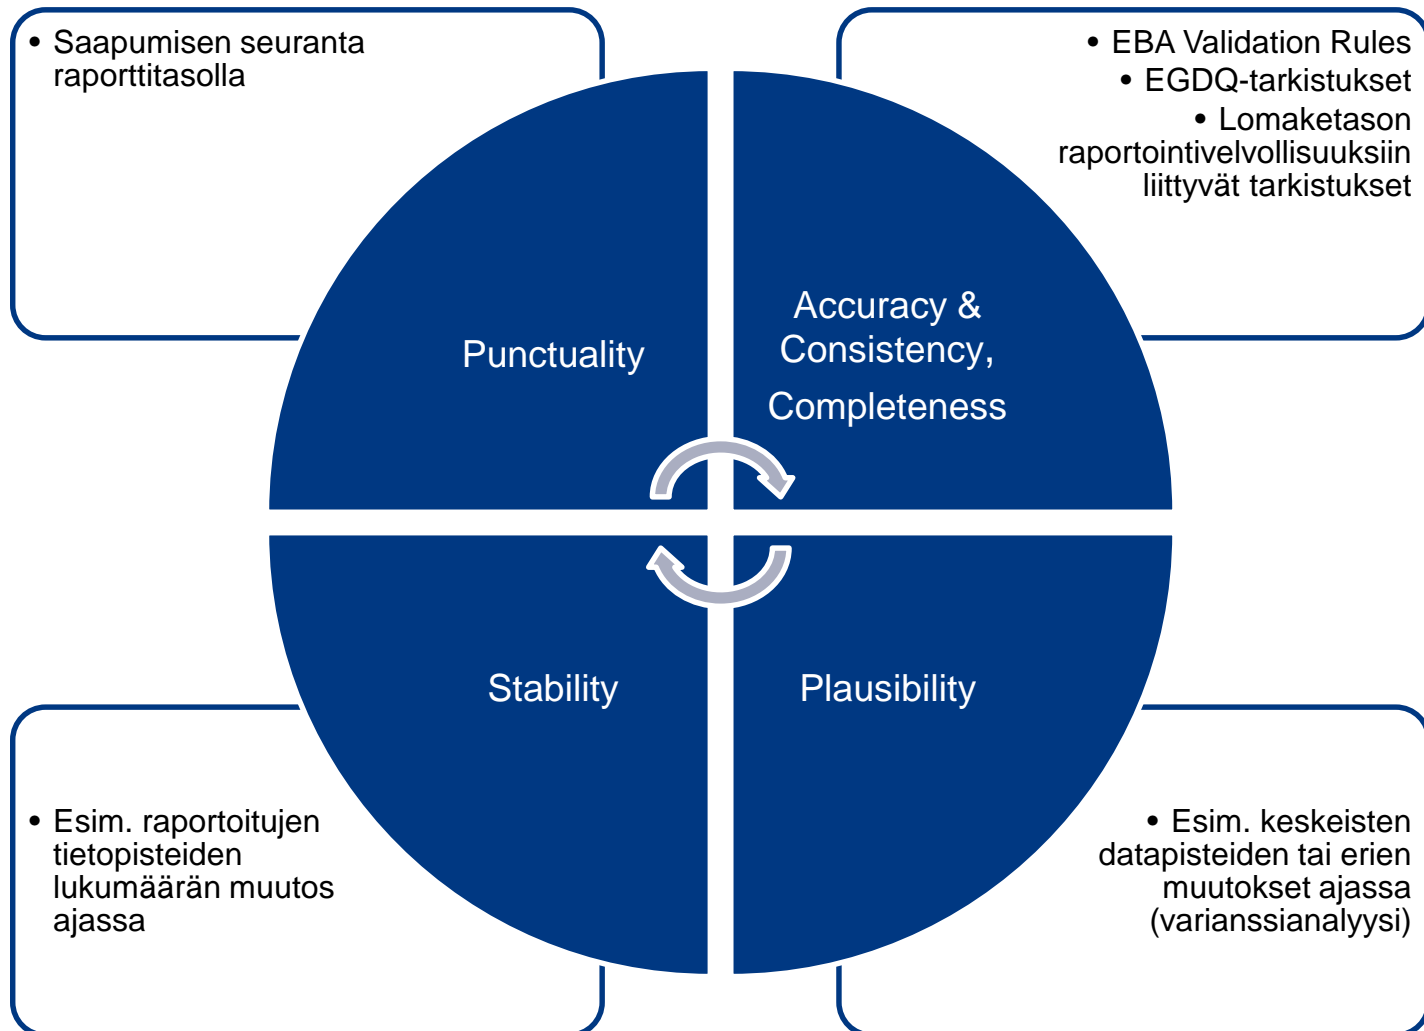 • Saapumisen seuranta
raporttitasolla
• EBA Validation Rules
• EGDQ-tarkistukset
• Lomaketason
raportointivelvollisuuksiin
liittyvät tarkistukset
Punctuality
Accuracy &
Consistency,
Completeness
Stability
Plausibility
• Esim. raportoitujen
tietopisteiden
lukumäärän muutos
ajassa
• Esim. keskeisten
datapisteiden tai erien
muutokset ajassa
(varianssianalyysi)